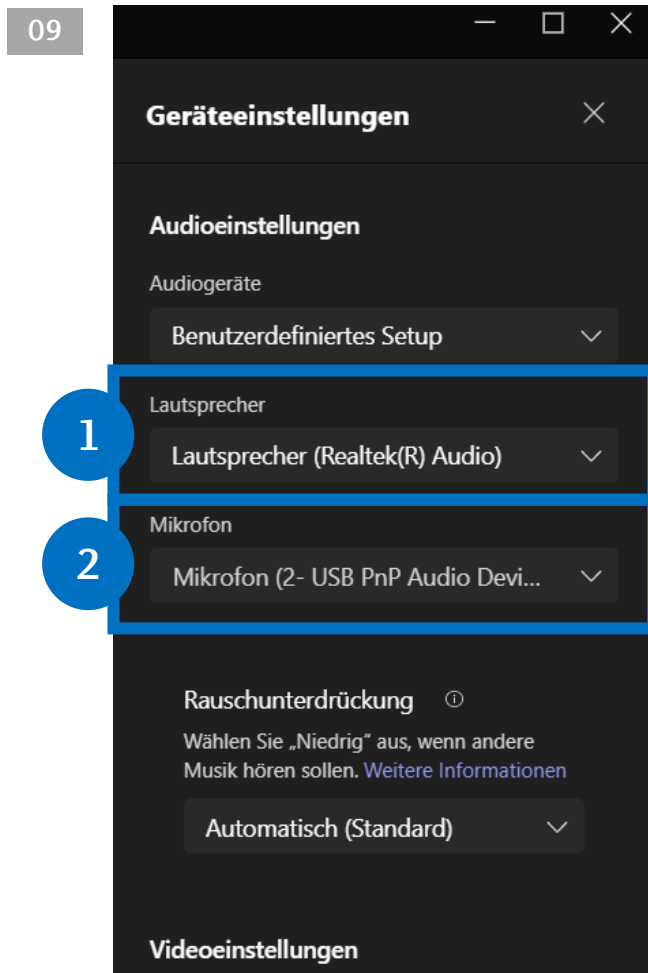 09
Geräteeinstellungen
Audioeinstellungen
Audiogeräte
Benutzerdefiniertes Setup
1
Lautsprecher
Lautsprecher (Realtek(R) Audio)
2
Mikrofon
Mikrofon (2- USB PnP Audio Devi...
Rauschunterdrückung
Wählen Sie „Niedrig“ aus, wenn andere
Musik hören sollen. Weitere Informationen
Automatisch (Standard)
Videoeinstellungen